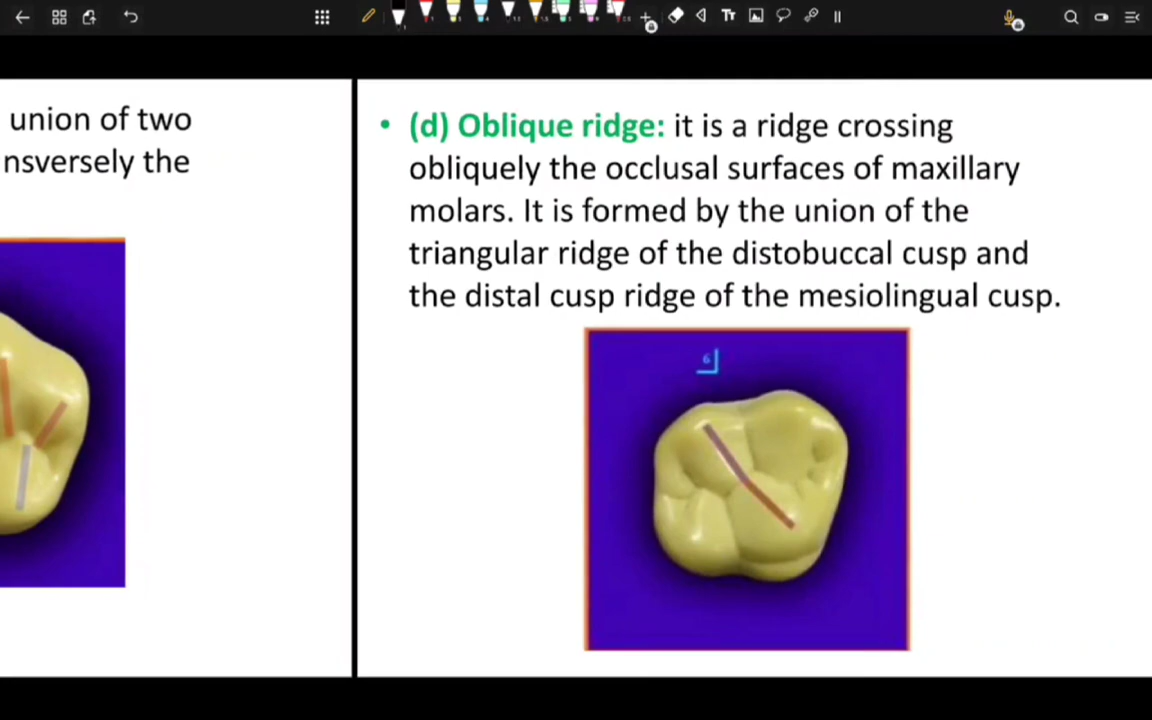 union of two
nsversely the
• (d) Oblique ridge: it is a ridge crossing
obliquely the occlusal surfaces of maxillary
molars. It is formed by the union of the
triangular ridge of the distobuccal cusp and
the distal cusp ridge of the mesiolingual cusp.
6